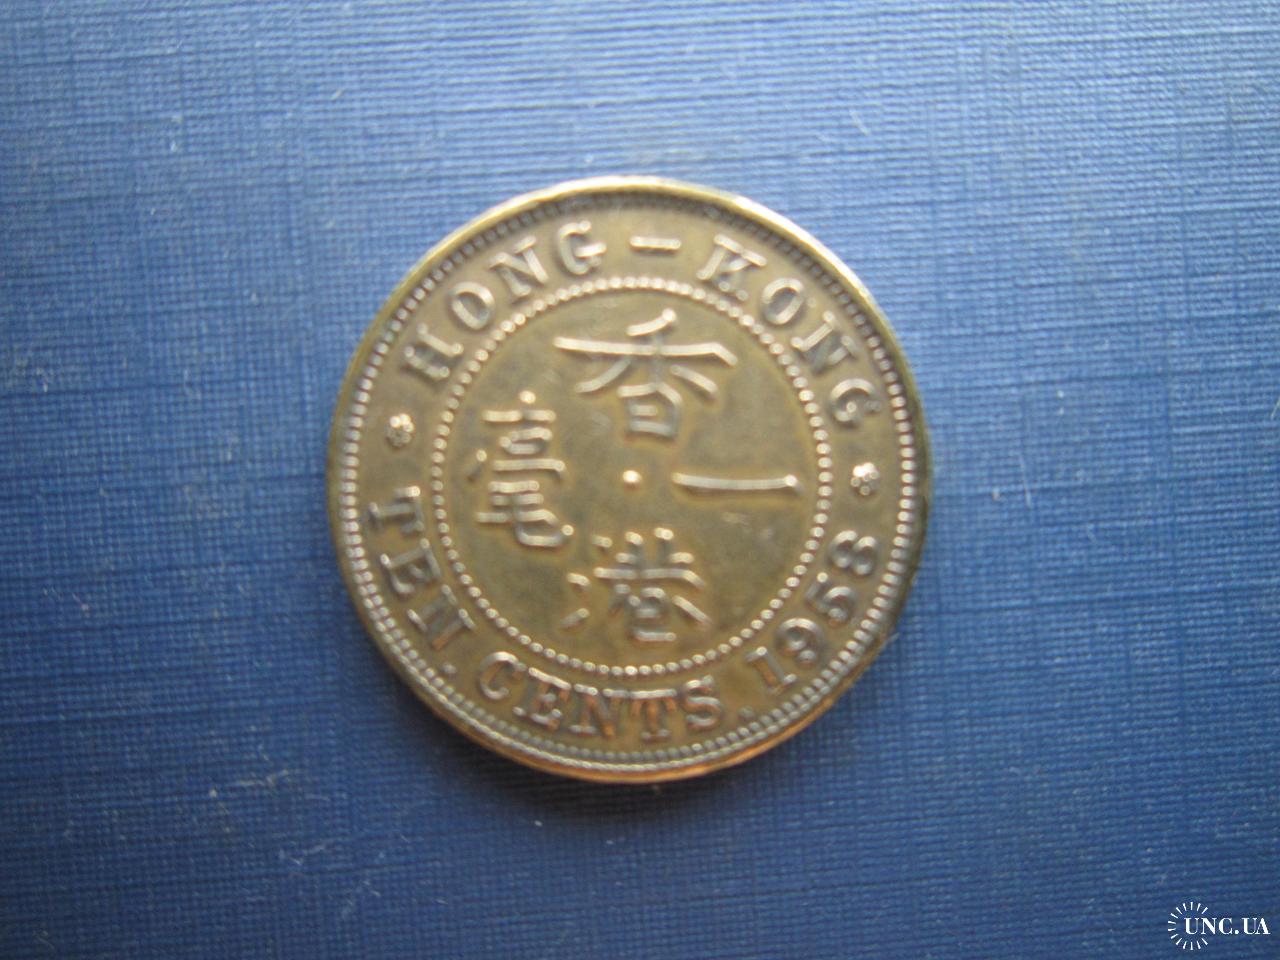 HONG-KONG
香
毫·一
港
TEN. CENTS. 1958
UNC.UA